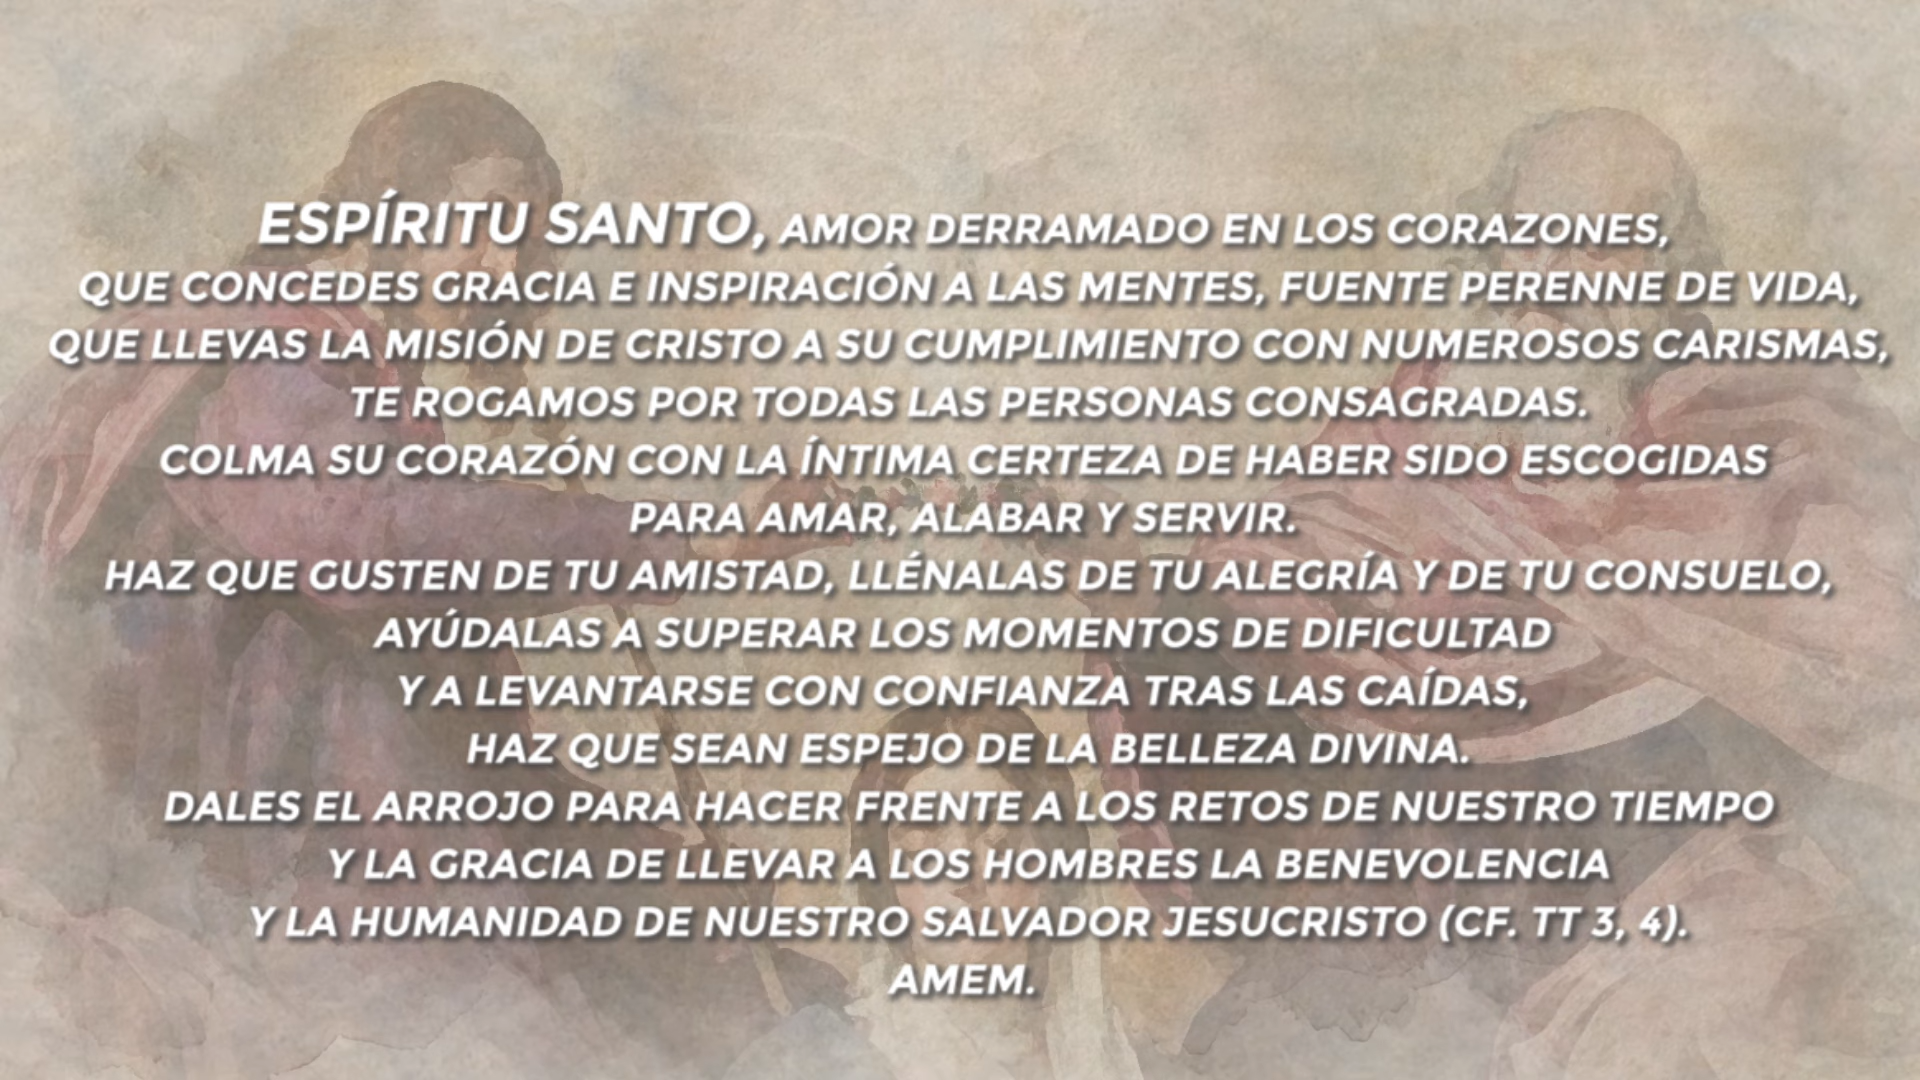 ESPÍRITU SANTO, AMOR DERRAMADO EN LOS CORAZONES,
QUE CONCEDES GRACIA E INSPIRACIÓN A LAS MENTES, FUENTE PERENNE DE VIDA,
QUE LLEVAS LA MISIÓN DE CRISTO A SU CUMPLIMIENTO CON NUMEROSOS CARISMAS,
TE ROGAMOS POR TODAS LAS PERSONAS CONSAGRADAS.
COLMA SU CORAZÓN CON LA ÍNTIMA CERTEZA DE HABER SIDO ESCOGIDAS
PARA AMAR, ALABAR Y SERVIR.
HAZ QUE GUSTEN DE TU AMISTAD, LLÉNALAS DE TU ALEGRÍA Y DE TU CONSUELO,
AYÚDALAS A SUPERAR LOS MOMENTOS DE DIFICULTAD
Y A LEVANTARSE CON CONFIANZA TRAS LAS CAÍDAS,
HAZ QUE SEAN ESPEJO DE LA BELLEZA DIVINA.
DALES EL ARROJO PARA HACER FRENTE A LOS RETOS DE NUESTRO TIEMPO
Y LA GRACIA DE LLEVAR A LOS HOMBRES LA BENEVOLENCIA
Y LA HUMANIDAD DE NUESTRO SALVADOR JESUCRISTO (CF. TT 3, 4).
AMEM.